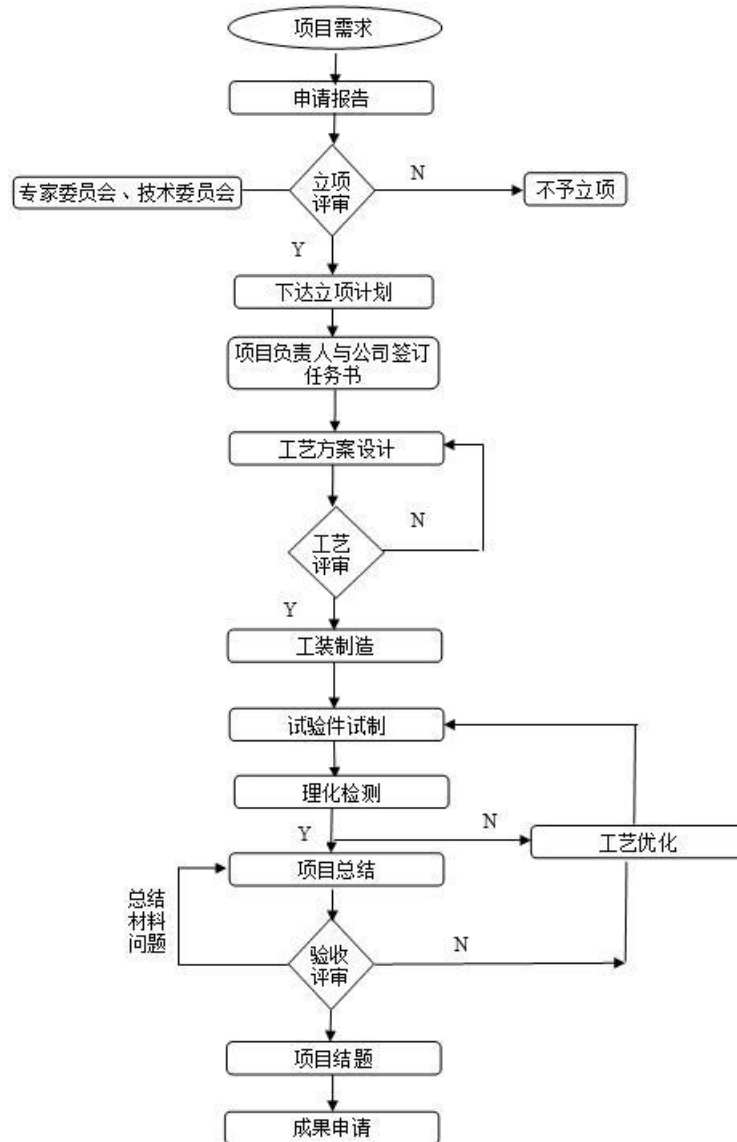 项目需求
申请报告
专家委员会、技术委员会
立项
评审
N
不予立项
Y
下达立项计划
项目负责人与公司签订
任务书
工艺方案设计
工艺
评审
N
Y
工装制造
试验件试制
理化检测
Y
N
工艺优化
项目总结
总结
材料
问题
验收
评审
N
项目结题
成果申请